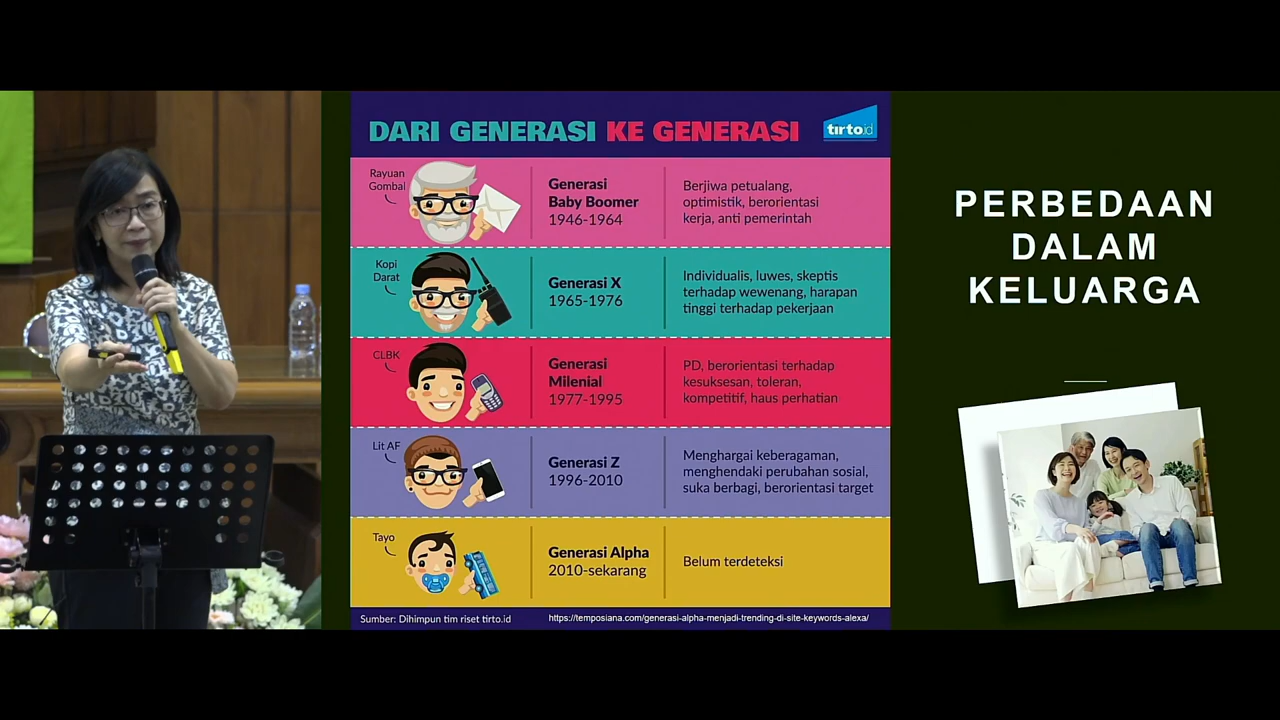 DARI GENERASI KE GENERASI
tirto.id
Rayuan
Gombal
Generasi
Baby Boomer
1946-1964
Berjiwa petualang,
optimistik, berorientasi
kerja, anti pemerintah
Kopi
Darat
Generasi X
1965-1976
Individualis, luwes, skeptis
terhadap wewenang, harapan
tinggi terhadap pekerjaan
CLBK
Generasi
Milenial
1977-1995
PD, berorientasi terhadap
kesuksesan, toleran,
kompetitif, haus perhatian
Lit AF
Generasi Z
1996-2010
Menghargai keberagaman,
menghendaki perubahan sosial,
suka berbagi, berorientasi target
Tayo
Generasi Alpha
2010-sekarang
Belum terdeteksi
Sumber: Dihimpun tim riset tirto.id
https://temposiana.com/generasi-alpha-menjadi-trending-di-site-keywords-alexa/
PERBEDAAN
DALAM
KELUARGA